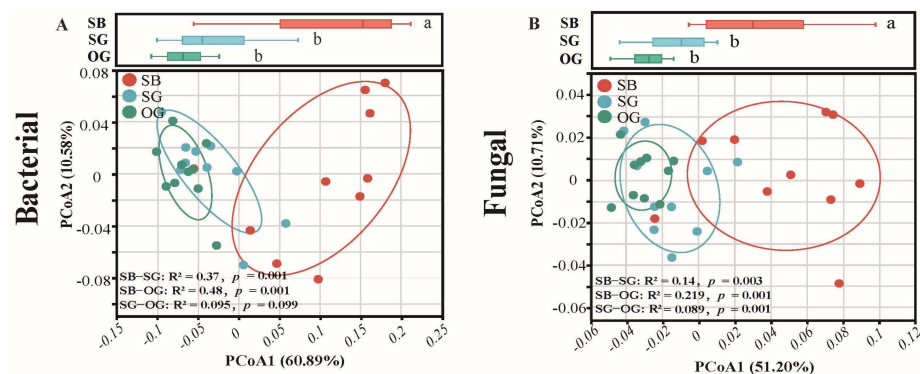 A
SB
SG
OG
a
b
b
Bacterial
PCoA2 (10.58%)
0.08
0.04
0
-0.04
-0.08
SB
SG
OG
SB−SG: R² = 0.37, p = 0.001
SB−OG: R² = 0.48, p = 0.001
SG−OG: R² = 0.095, p = 0.099
-0.15
-0.1
-0.05
0
0.05
0.1
0.15
0.2
0.25
PCoA1 (60.89%)
B
SB
SG
OG
a
b
b
Fungal
PCoA2 (10.71%)
0.04
0.02
0
-0.02
-0.04
-0.06
SB
SG
OG
SB−SG: R² = 0.14, p = 0.003
SB−OG: R² = 0.219, p = 0.001
SG−OG: R² = 0.089, p = 0.001
-0.06
-0.04
-0.02
0
0.02
0.04
0.06
0.08
0.1
0.12
PCoA1 (51.20%)